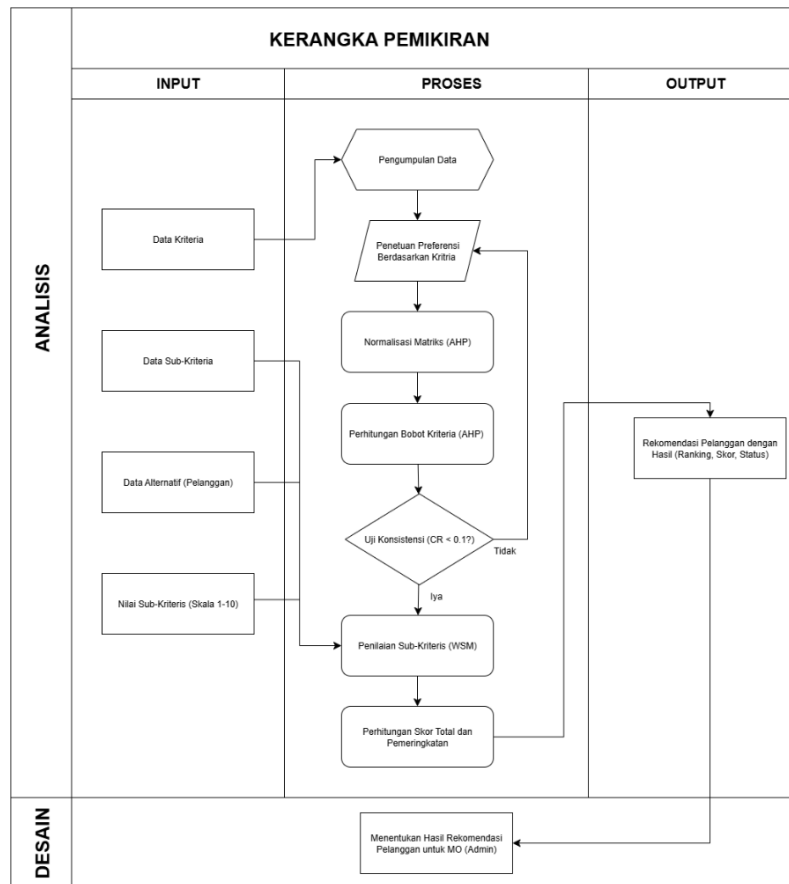 KERANGKA PEMIKIRAN
INPUT
PROSES
OUTPUT
ANALISIS
Pengumpulan Data
Data Kriteria
Penetuan Preferensi
Berdasarkan Kritria
Normalisasi Matriks (AHP)
Data Sub-Kriteria
Perhitungan Bobot Kriteria (AHP)
Rekomendasi Pelanggan dengan
Hasil (Ranking, Skor, Status)
Data Alternatif (Pelanggan)
Uji Konsistensi (CR < 0.1?)
Tidak
Iya
Nilai Sub-Kriteris (Skala 1-10)
Penilaian Sub-Kriteris (WSM)
Perhitungan Skor Total dan
Pemeringkatan
DESAIN
Menentukan Hasil Rekomendasi
Pelanggan untuk MO (Admin)